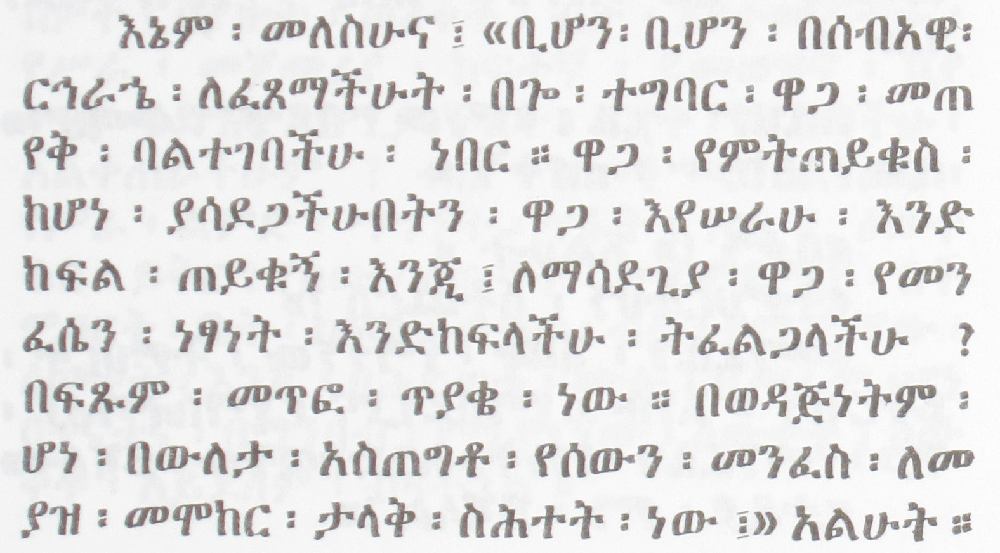 እኔም ፡ መለስሁና ፤ «ቢሆን፡ ቢሆን ፡ በሰብአዊ፡
ርኅራኄ ፡ ለፈጸማችሁት ፡ በጎ ፡ ተግባር ፡ ዋጋ ፡ መጠ
የቅ ፡ ባልተገባችሁ ፡ ነበር ። ዋጋ ፡ የምትጠይቁስ ፡
ከሆነ ፡ ያሳደጋችሁበትን ፡ ዋጋ ፡ እየሠራሁ ፡ እንድ
ከፍል ፡ ጠይቁኝ ፡ እንጂ ፤ ለማሳደጊያ ፡ ዋጋ ፡ የመን
ፈሴን ፡ ነፃነት ፡ እንድከፍላችሁ ፡ ትፈልጋላችሁ ?
በፍጹም ፡ መጥፎ ፡ ጥያቄ ፡ ነው ። በወዳጅነትም ፡
ሆነ ፡ በውለታ ፡ አስጠግቶ ፡ የሰውን ፡ መንፈስ ፡ ለመ
ያዝ ፡ መሞከር ፡ ታላቅ ፡ ስሕተት ፡ ነው ፤» አልሁት ።